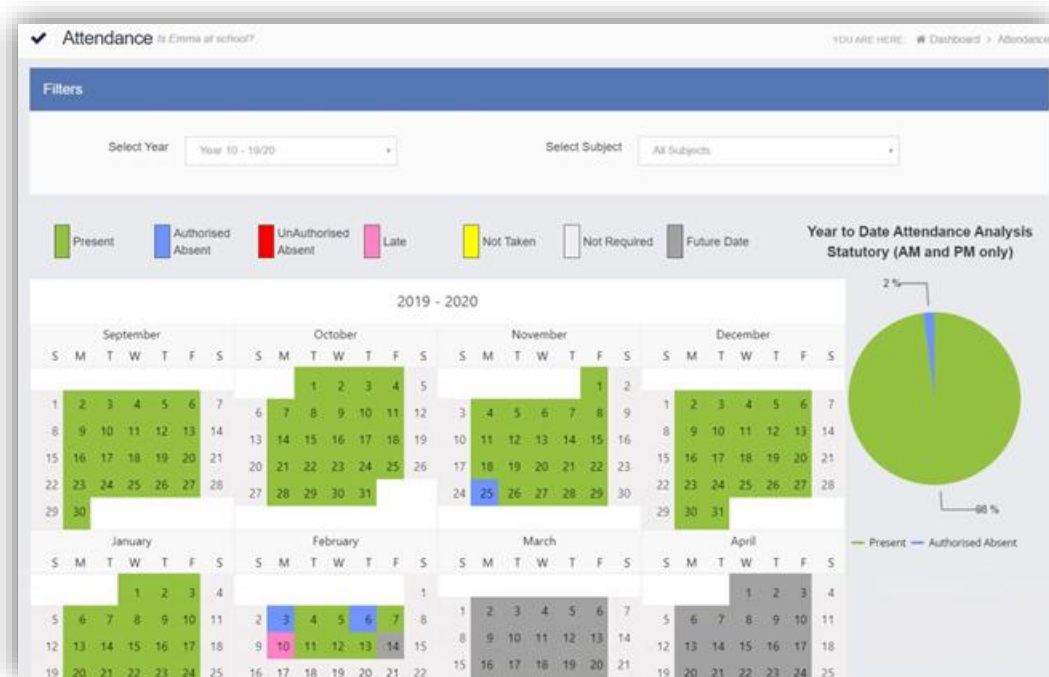 Attendance Is Emma at school?
YOU ARE HERE: Dashboard > Attendance
Filters
Select Year Year 10 - 19/20 Select Subject All Subjects
Present Authorised Absent UnAuthorised Absent Late Not Taken Not Required Future Date
Year to Date Attendance Analysis
Statutory (AM and PM only)
2019 - 2020
2 %
September October November December
S M T W T F S S M T W T F S S M T W T F S S M T W T F S
1 2 3 4 5 1 2
1 2 3 4 5 6 7 6 7 8 9 10 11 12 3 4 5 6 7 8 9 1 2 3 4 5 6 7
8 9 10 11 12 13 14 13 14 15 16 17 18 19 10 11 12 13 14 15 16 8 9 10 11 12 13 14
15 16 17 18 19 20 21 20 21 22 23 24 25 26 17 18 19 20 21 22 23 15 16 17 18 19 20 21
22 23 24 25 26 27 28 27 28 29 30 31 24 25 26 27 28 29 30 22 23 24 25 26 27 28
29 30 29 30 31
98 %
Present Authorised Absent
January February March April
S M T W T F S S M T W T F S S M T W T F S S M T W T F S
1 2 3 4 1 1 2 3 4
5 6 7 8 9 10 11 2 3 4 5 6 7 8 1 2 3 4 5 6 7 5 6 7 8 9 10 11
12 13 14 15 16 17 18 9 10 11 12 13 14 15 8 9 10 11 12 13 14 12 13 14 15 16 17 18
19 20 21 22 23 24 25 16 17 18 19 20 21 22 15 16 17 18 19 20 21 19 20 21 22 23 24 25